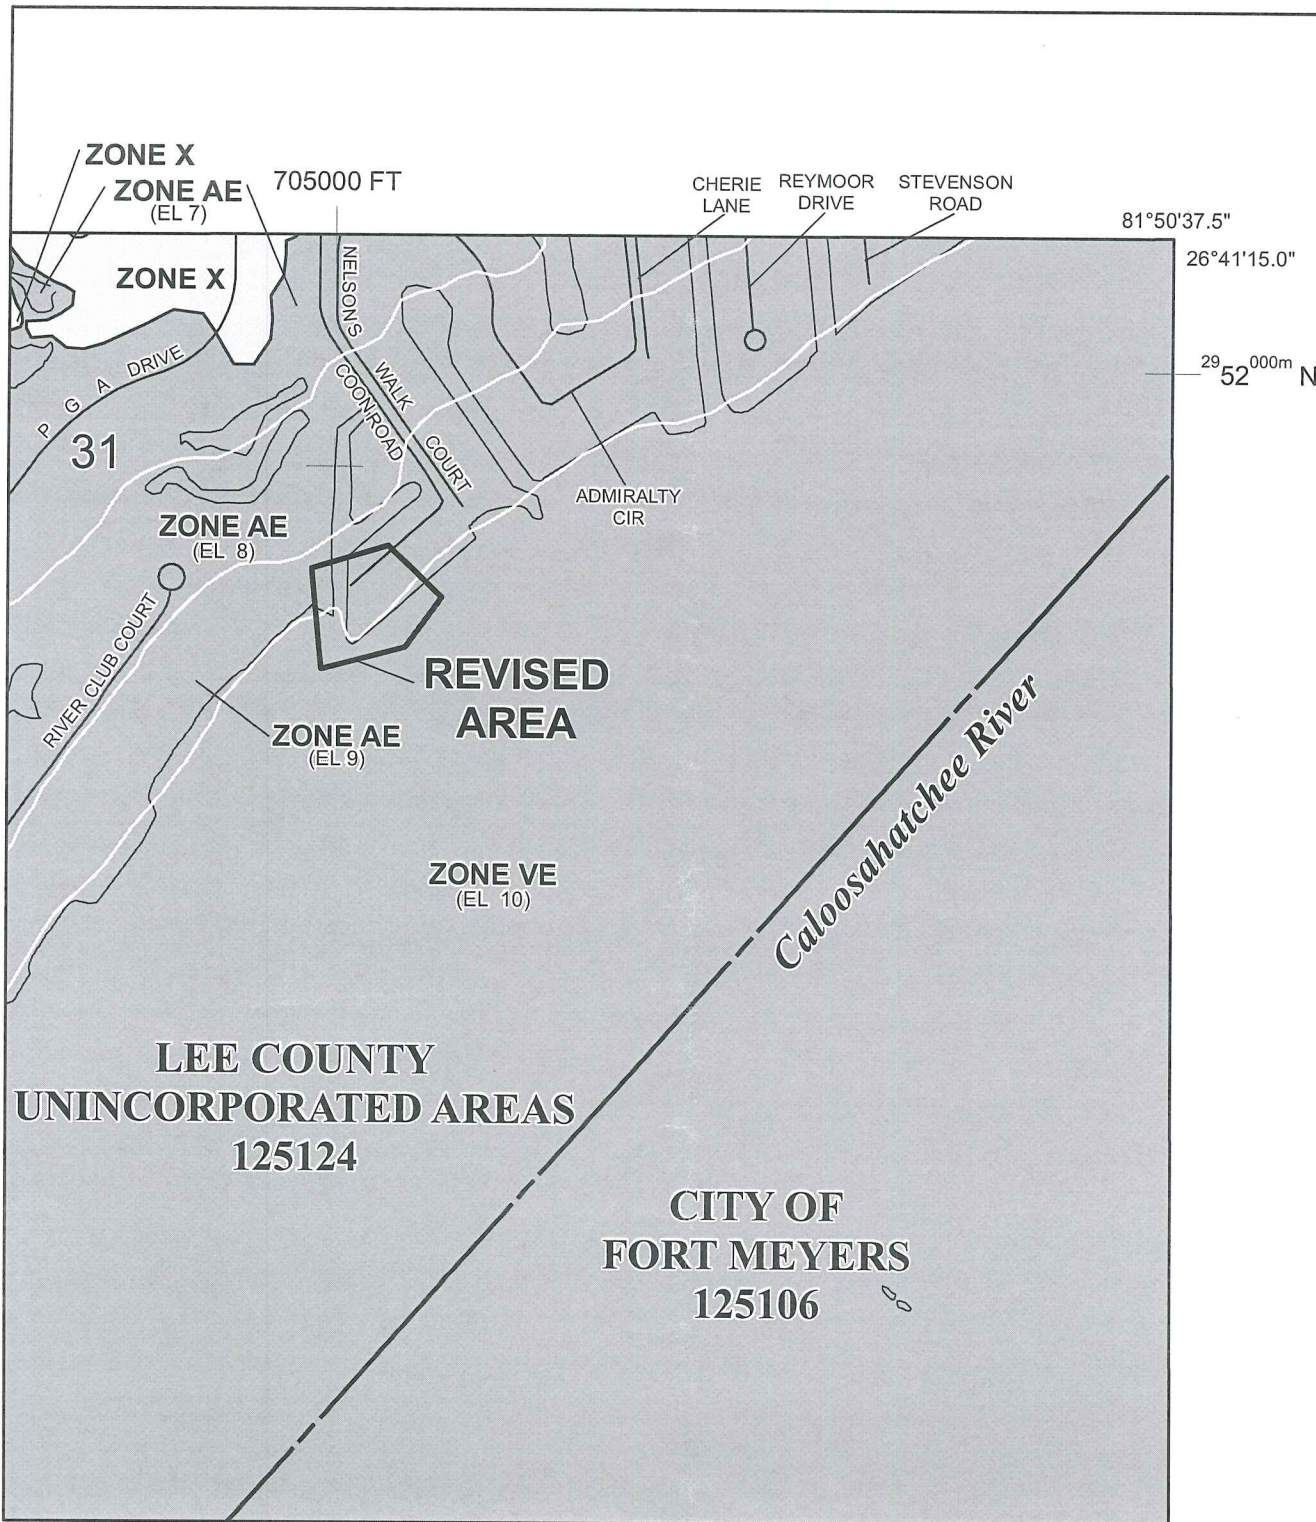 ZONE X
ZONE AE
(EL 7)
705000 FT
CHERIE
LANE
REYMOOR
DRIVE
STEVENSON
ROAD
81°50'37.5"
26°41'15.0"
ZONE X
NELSONS WALK COURT
COON ROAD
PGA DRIVE
2952000m N
31
ADMIRALTY
CIR
ZONE AE
(EL 8)
RIVER CLUB COURT
REVISED
AREA
ZONE AE
(EL 9)
Caloosahatchee River
ZONE VE
(EL 10)
LEE COUNTY
UNINCORPORATED AREAS
125124
CITY OF
FORT MEYERS
125106